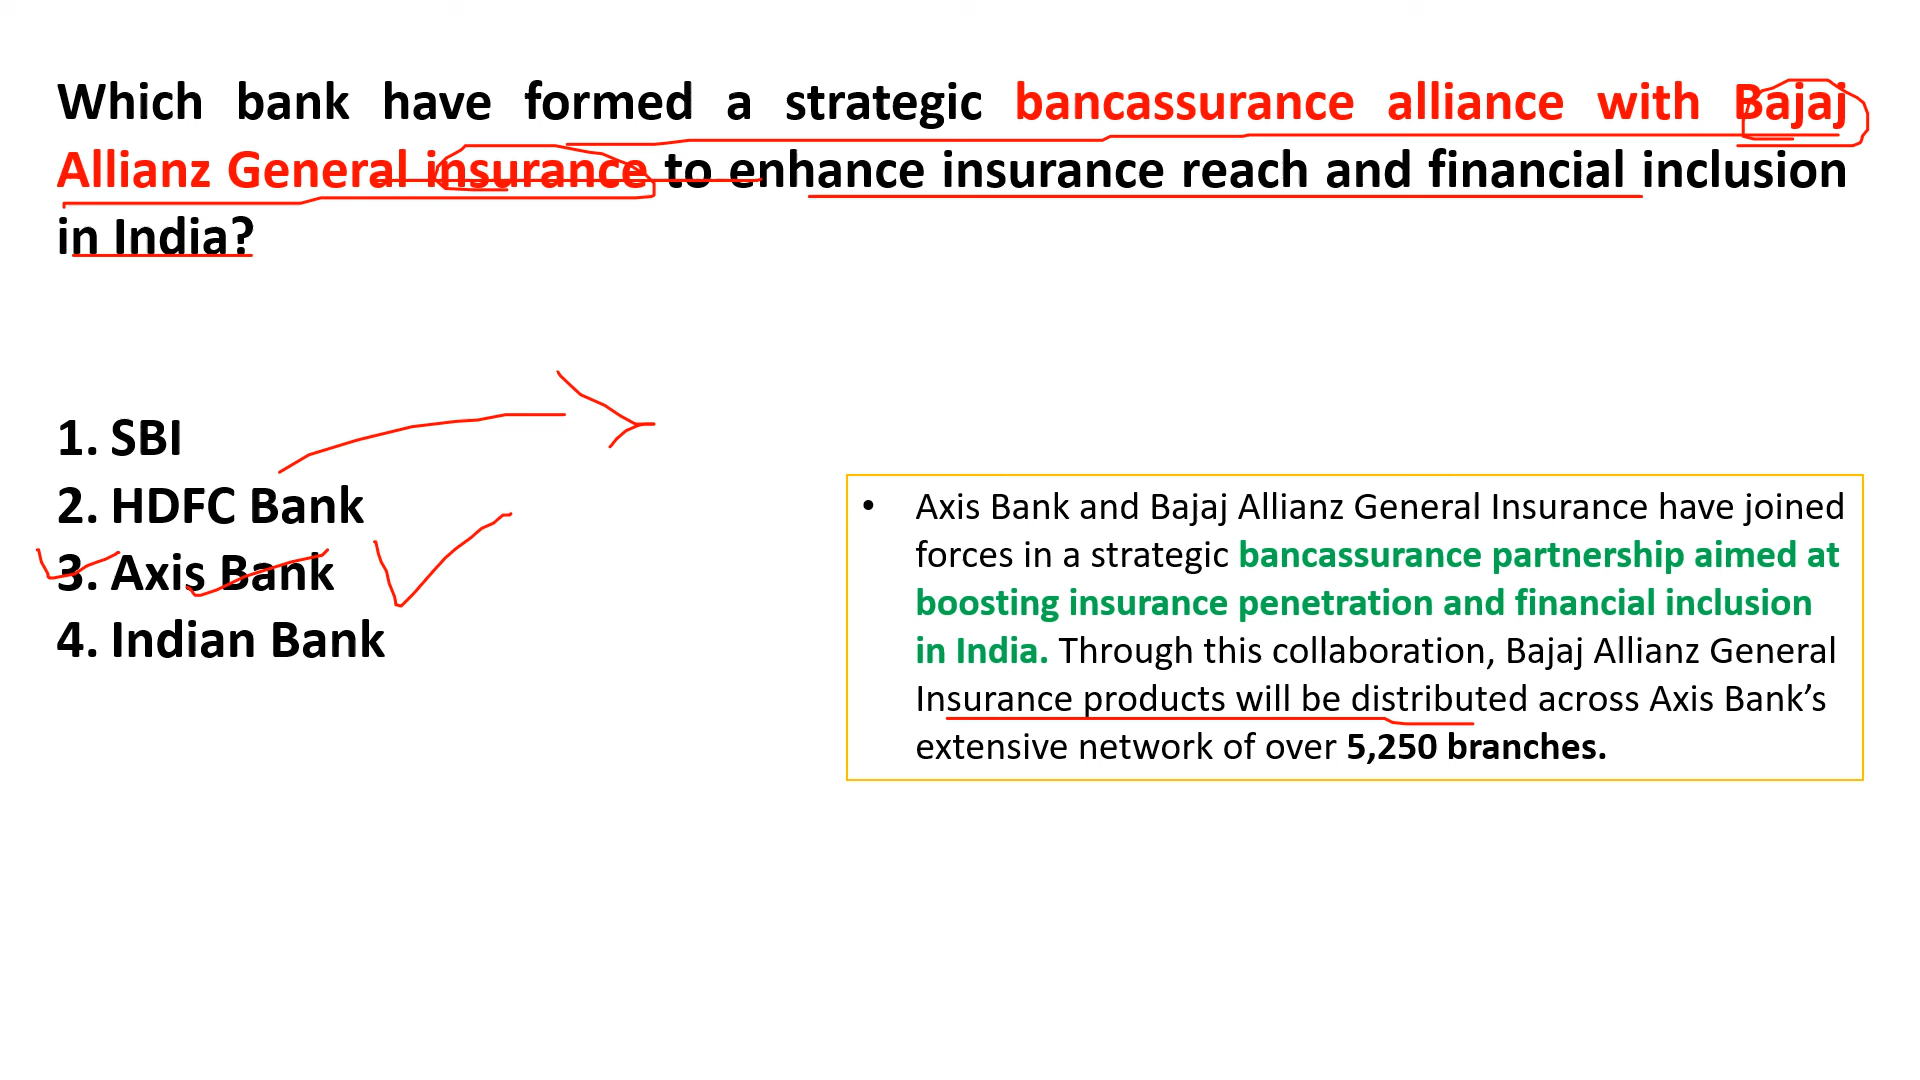 Which bank have formed a strategic bancassurance alliance with Bajaj
Allianz General insurance to enhance insurance reach and financial inclusion
in India?
1. SBI
2. HDFC Bank
3. Axis Bank
4. Indian Bank
• Axis Bank and Bajaj Allianz General Insurance have joined
forces in a strategic bancassurance partnership aimed at
boosting insurance penetration and financial inclusion
in India. Through this collaboration, Bajaj Allianz General
Insurance products will be distributed across Axis Bank’s
extensive network of over 5,250 branches.